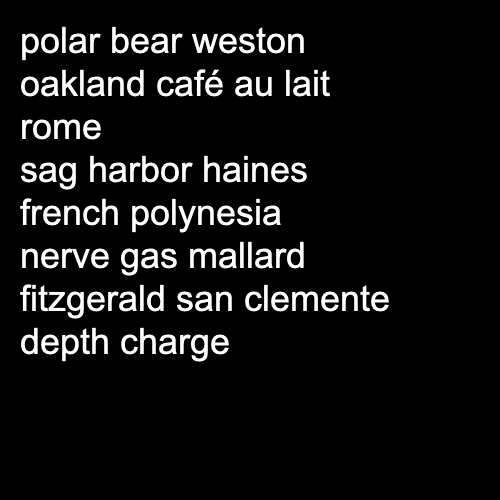 polar bear weston
oakland café au lait
rome
sag harbor haines
french polynesia
nerve gas mallard
fitzgerald san clemente
depth charge